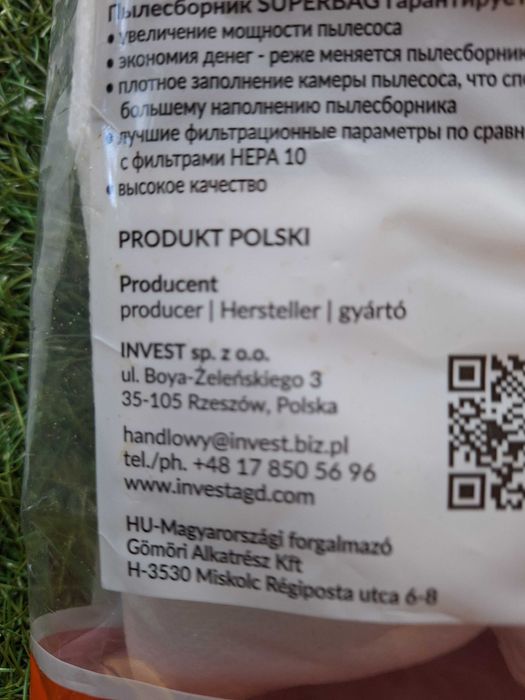 Пылесборник SUPERBAG гарантирует
• увеличение мощности пылесоса
• экономия денег - реже меняется пылесборник
• плотное заполнение камеры пылесоса, что спо
большему наполнению пылесборника
• лучшие фильтрационные параметры по сравн
с фильтрами HEPA 10
• высокое качество
PRODUKT POLSKI
Producent
producer | Hersteller | gyártó
INVEST sp. z o.o.
ul. Boya-Żeleńskiego 3
35-105 Rzeszów, Polska
handlowy@invest.biz.pl
tel./ph. +48 17 850 56 96
www.investagd.com
HU-Magyarországi forgalmazó
Gömöri Alkatrész Kft
H-3530 Miskolc Régiposta utca 6-8